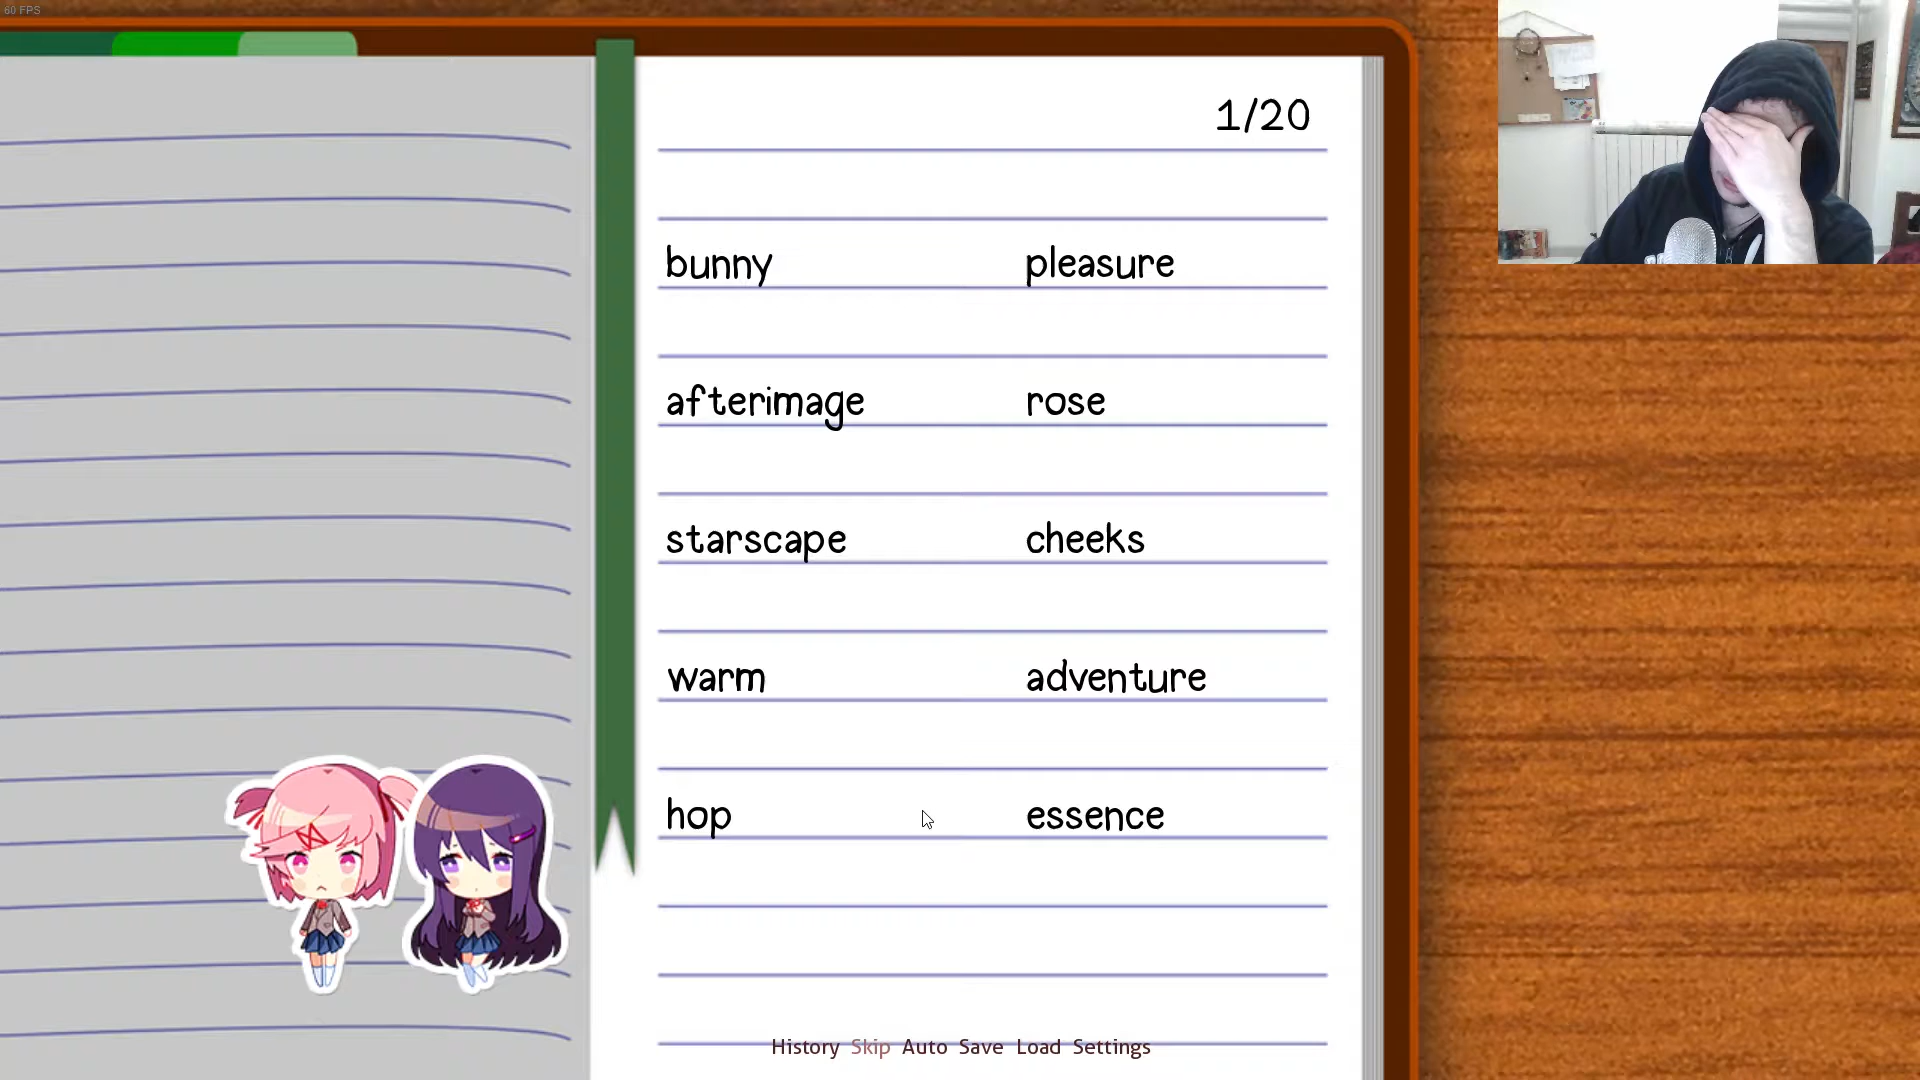 60 FPS
1/20
bunny pleasure
afterimage rose
starscape cheeks
warm adventure
hop essence
History Skip Auto Save Load Settings